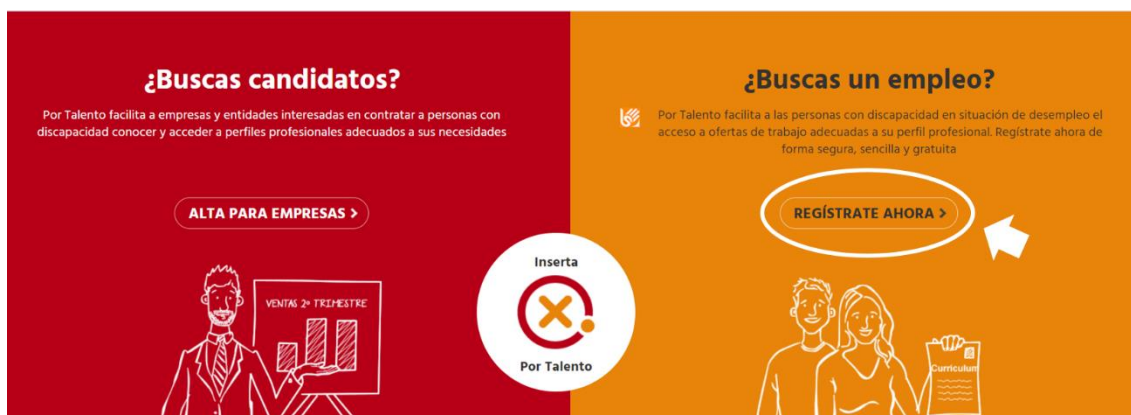 ¿Buscas candidatos?
Por Talento facilita a empresas y entidades interesadas en contratar a personas con
discapacidad conocer y acceder a perfiles profesionales adecuados a sus necesidades
ALTA PARA EMPRESAS >
VENTAS 2º TRIMESTRE
Inserta
Por Talento
¿Buscas un empleo?
Por Talento facilita a las personas con discapacidad en situación de desempleo el
acceso a ofertas de trabajo adecuadas a su perfil profesional. Regístrate ahora de
forma segura, sencilla y gratuita
REGÍSTRATE AHORA >
Curriculum